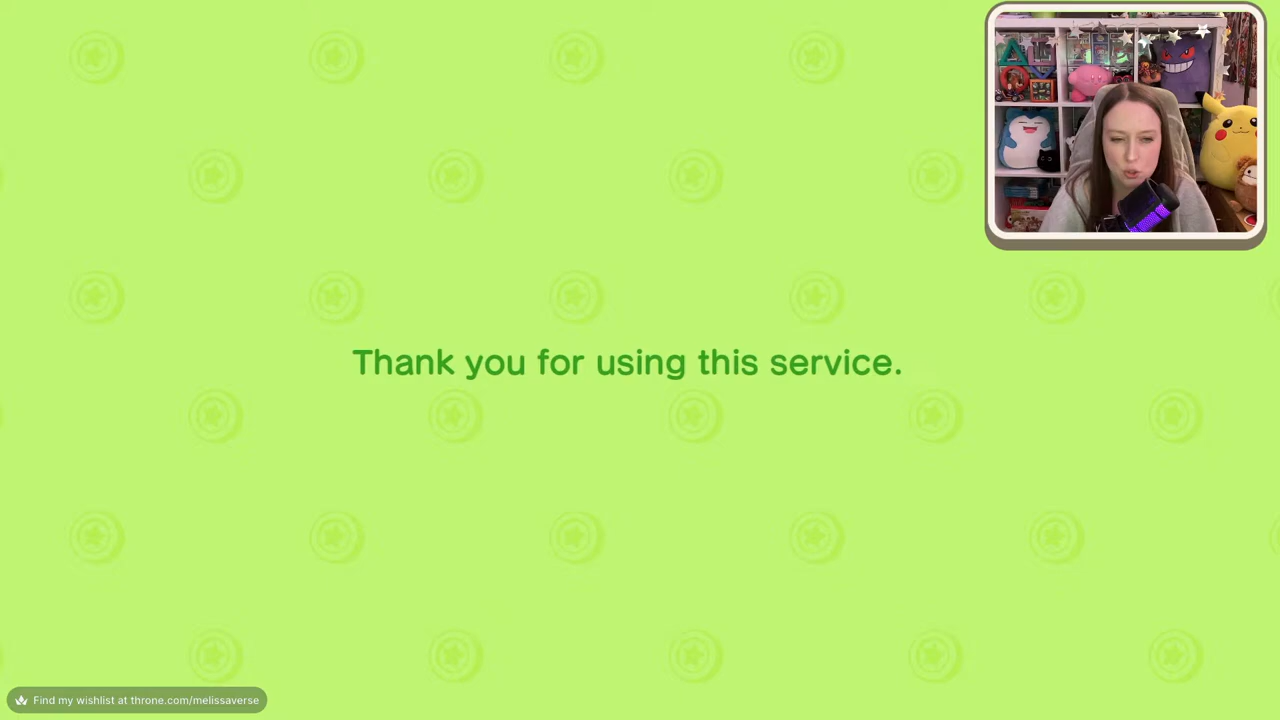 Thank you for using this service.
Find my wishlist at throne.com/melissaverse